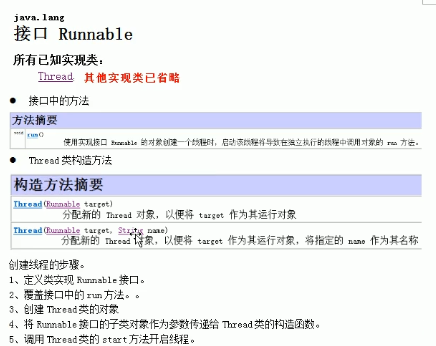 java.lang
接口 Runnable
所有已知实现类:
Thread 其他实现类已省略
● 接口中的方法
方法摘要
void run()
使用实现接口 Runnable 的对象创建一个线程时，启动该线程将导致在独立执行的线程中调用对象的 run 方法。
● Thread类构造方法
构造方法摘要
Thread(Runnable target)
分配新的 Thread 对象，以便将 target 作为其运行对象
Thread(Runnable target, String name)
分配新的 Thread 对象，以便将 target 作为其运行对象，将指定的 name 作为其名称
创建线程的步骤。
1、定义类实现Runnable接口。
2、覆盖接口中的run方法。。
3、创建Thread类的对象
4、将Runnable接口的子类对象作为参数传递给Thread类的构造函数。
5、调用Thread类的start方法开启线程。